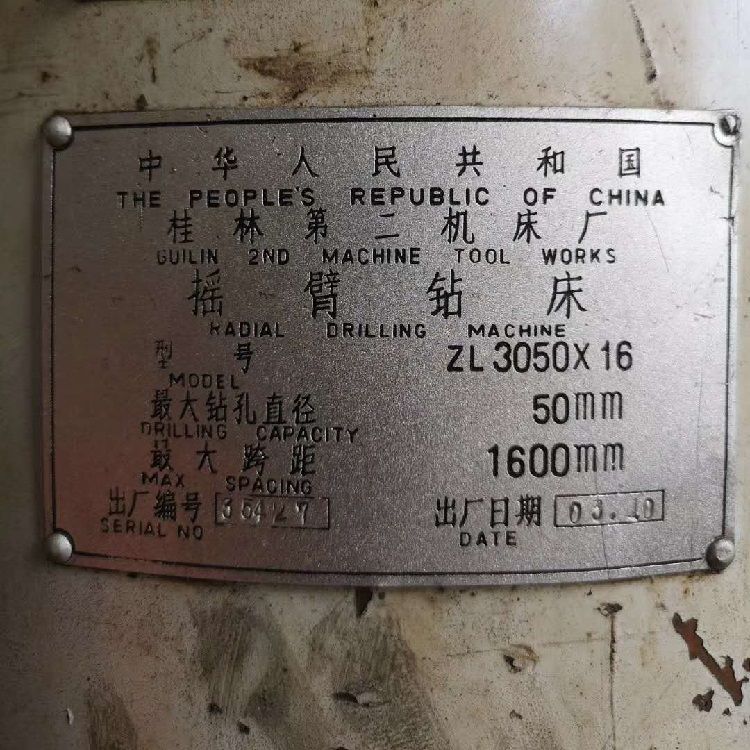 中华人民共和国
THE PEOPLE'S REPUBLIC OF CHINA
桂林第二机床厂
GUILIN 2ND MACHINE TOOL WORKS
摇臂钻床
RADIAL DRILLING MACHINE
型号 ZL3050X16
MODEL
最大钻孔直径 50mm
DRILLING CAPACITY
最大跨距 1600mm
MAX SPACING
出厂编号 35427 出厂日期 03.10
SERIAL NO DATE